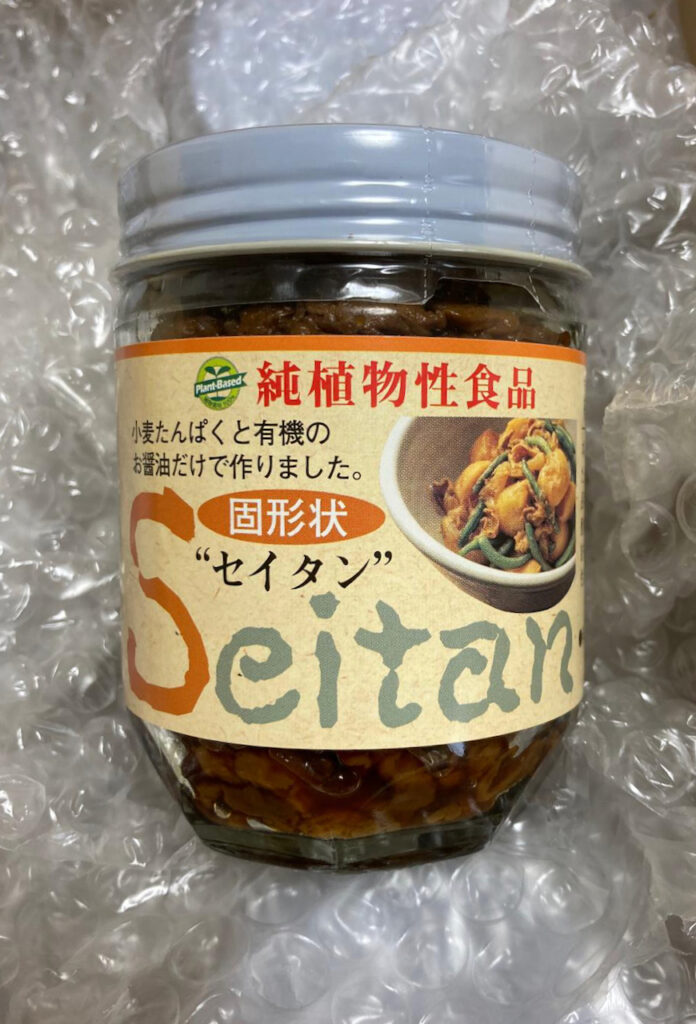 Plant-Based
純植物性食品
小麦たんぱくと有機の
お醤油だけで作りました。
固形状
“セイタン”
Seitan